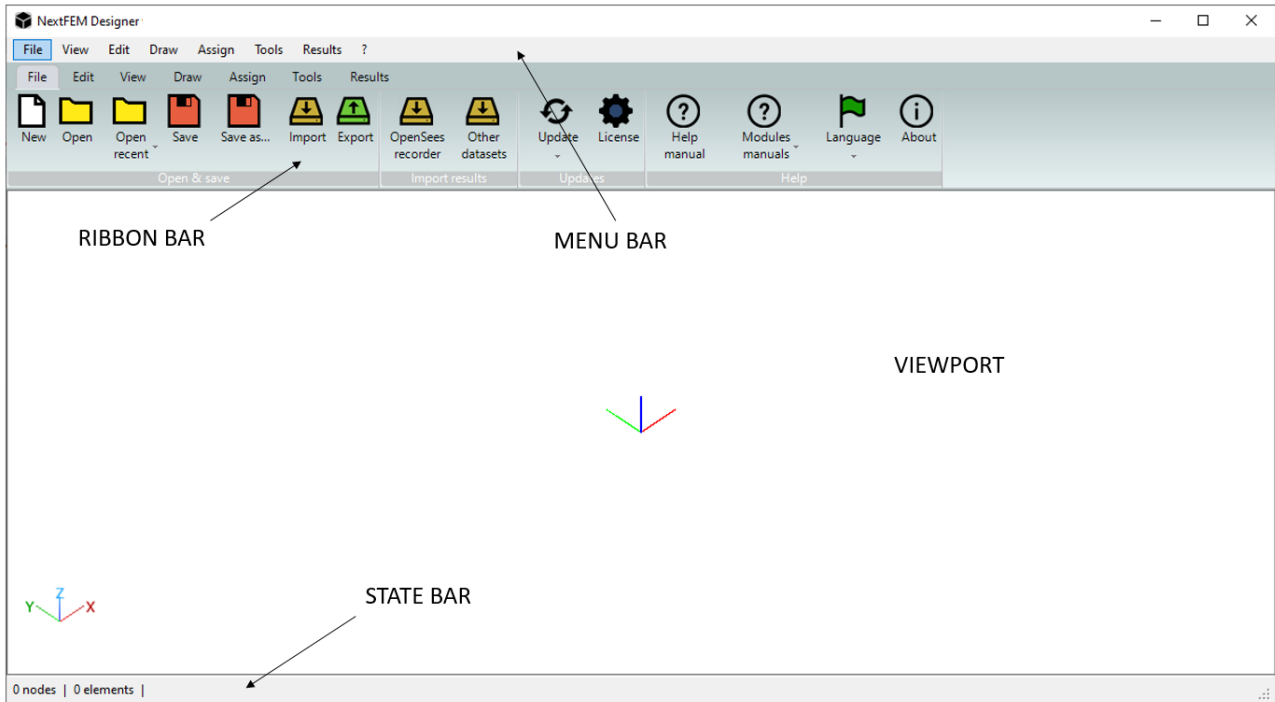 NextFEM Designer
File View Edit Draw Assign Tools Results ?
File Edit View Draw Assign Tools Results
New Open Open recent Save Save as... Import Export OpenSees recorder Other datasets Update License Help manual Modules manuals Language About
Open & save Import results Updates Help
RIBBON BAR MENU BAR
VIEWPORT
STATE BAR
Y Z X
0 nodes | 0 elements |